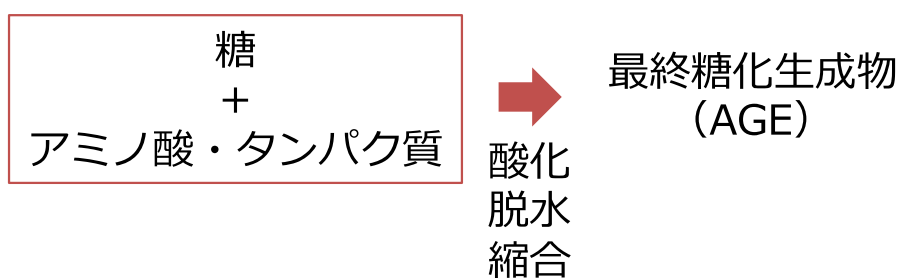 糖
+
アミノ酸・タンパク質
酸化
脱水
縮合
最終糖化生成物
（AGE）